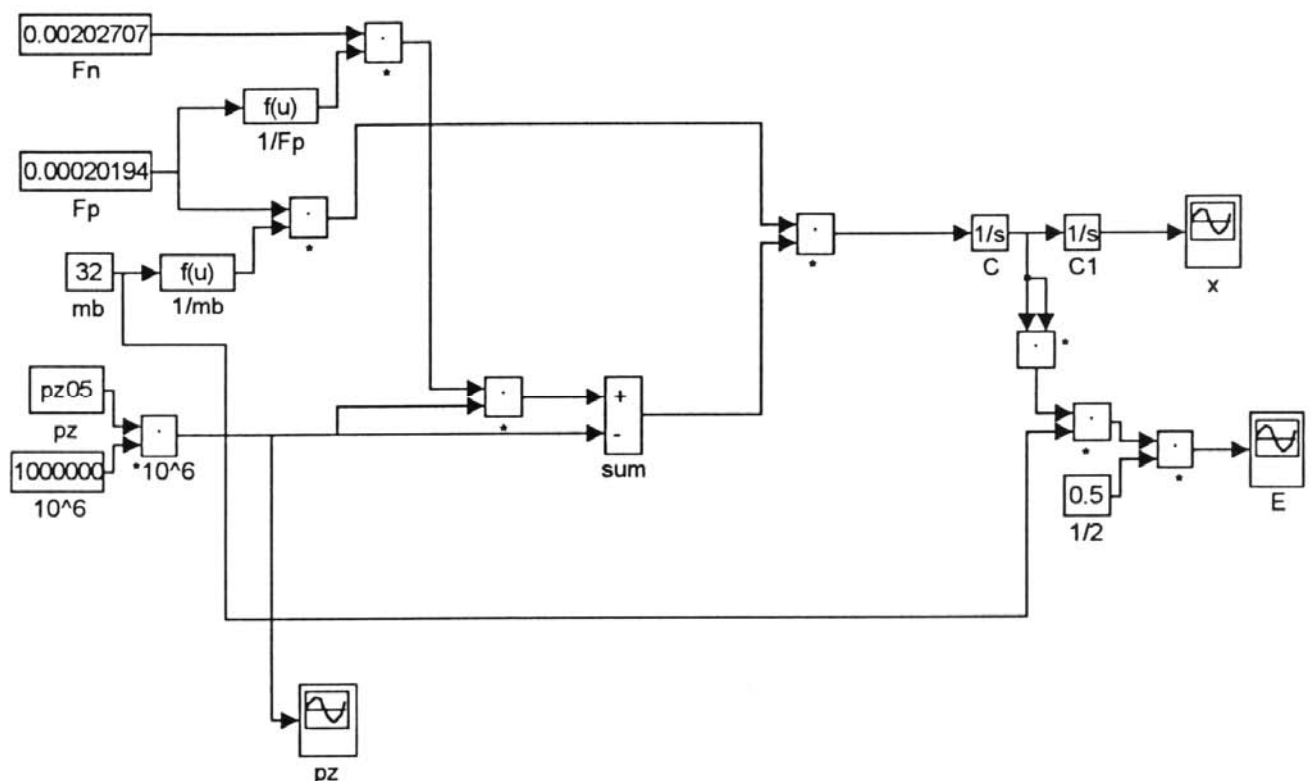 0.00202707
Fn
*
f(u)
1/Fp
0.00020194
Fp
*
32
mb
f(u)
1/mb
*
1/s
C
1/s
C1
x
*
pz05
pz
*10^6
1000000
10^6
*
+
-
sum
*
0.5
1/2
*
E
pz